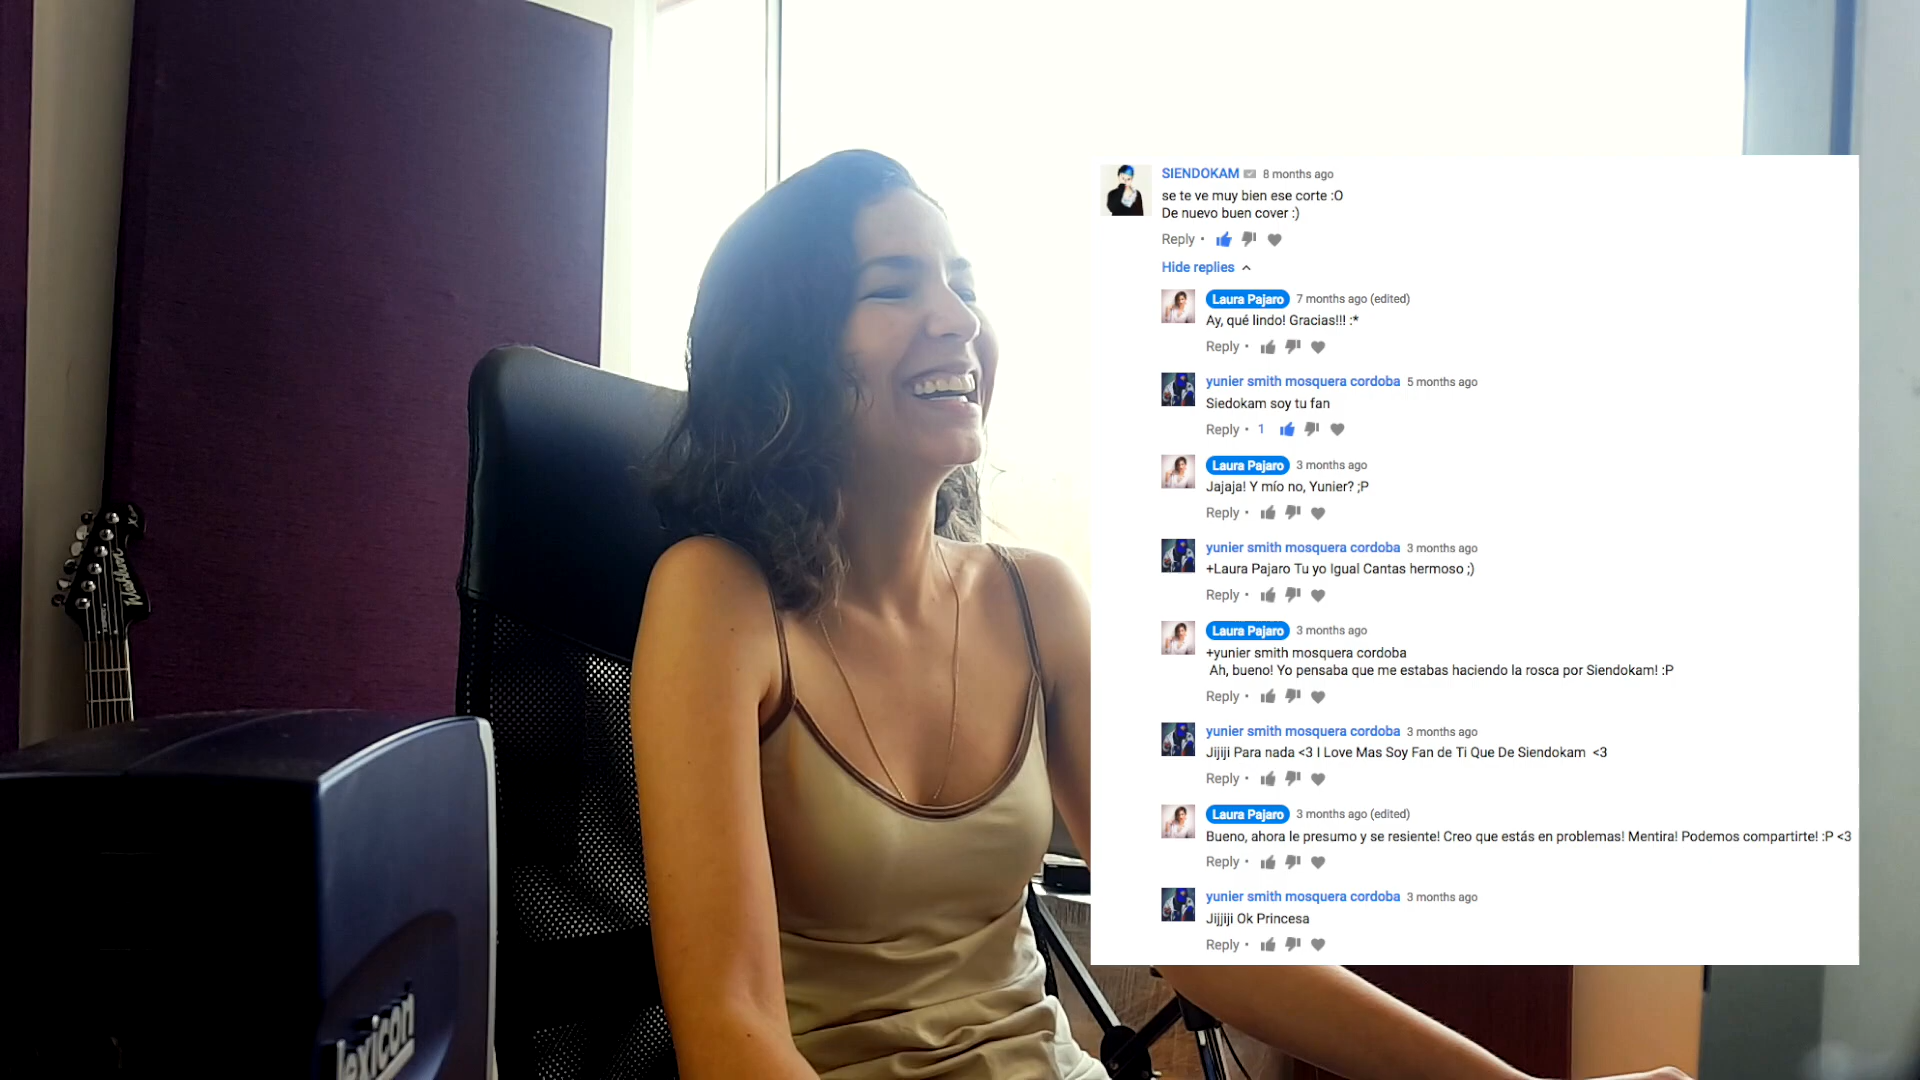 SIENDOKAM 8 months ago
se te ve muy bien ese corte :O
De nuevo buen cover :)
Reply •
Hide replies
Laura Pajaro 7 months ago (edited)
Ay, qué lindo! Gracias!!! :*
Reply •
yunier smith mosquera cordoba 5 months ago
Siedokam soy tu fan
Reply • 1
Laura Pajaro 3 months ago
Jajaja! Y mío no, Yunier? ;P
Reply •
yunier smith mosquera cordoba 3 months ago
+Laura Pajaro Tu yo Igual Cantas hermoso ;)
Reply •
Laura Pajaro 3 months ago
+yunier smith mosquera cordoba
Ah, bueno! Yo pensaba que me estabas haciendo la rosca por Siendokam! :P
Reply •
yunier smith mosquera cordoba 3 months ago
Jijiji Para nada <3 I Love Mas Soy Fan de Ti Que De Siendokam <3
Reply •
Laura Pajaro 3 months ago (edited)
Bueno, ahora le presumo y se resiente! Creo que estás en problemas! Mentira! Podemos compartirte! :P <3
Reply •
yunier smith mosquera cordoba 3 months ago
Jijjiji Ok Princesa
Reply •
Washburn
lexicon